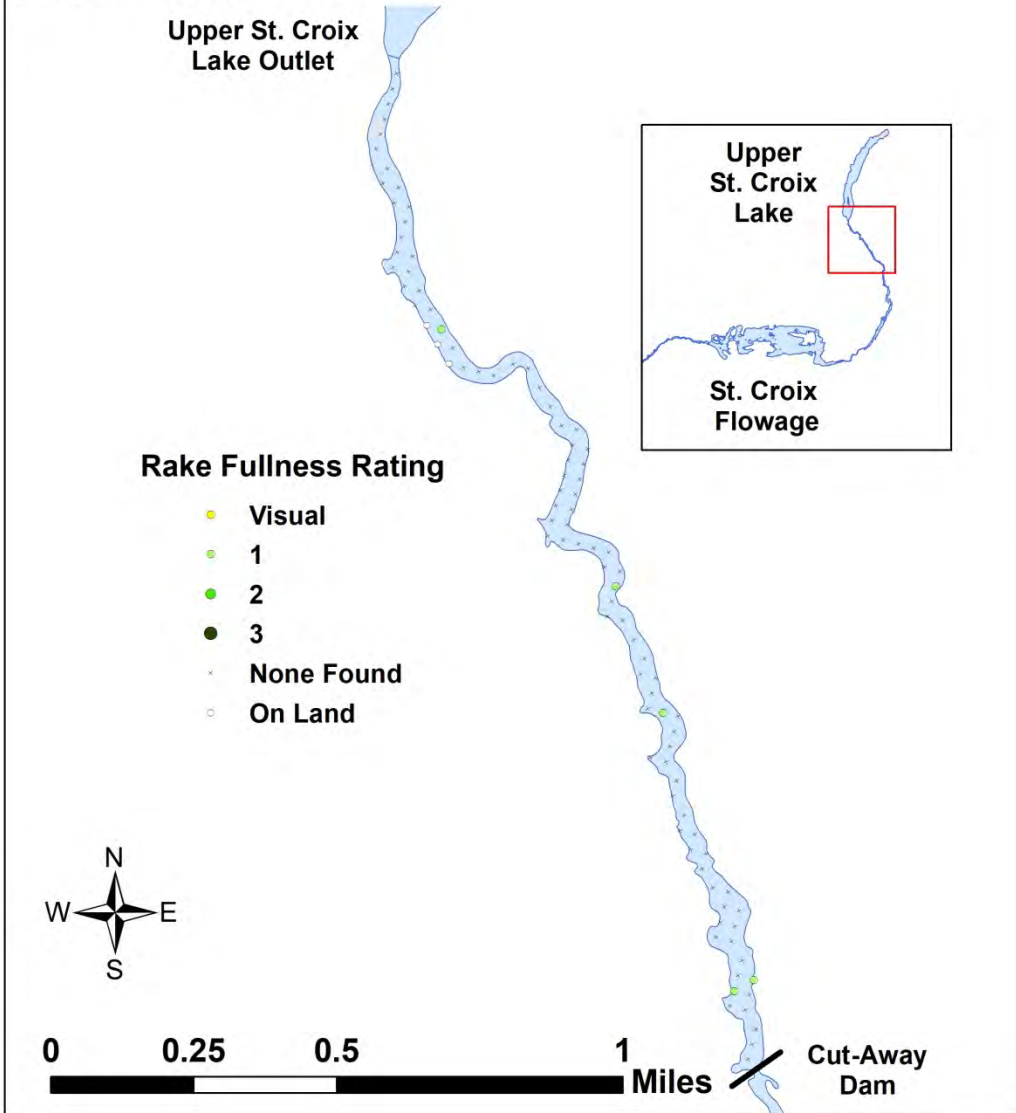 Upper St. Croix
Lake Outlet
Upper
St. Croix
Lake
St. Croix
Flowage
Rake Fullness Rating
Visual
1
2
3
None Found
On Land
N
W E
S
0 0.25 0.5 1
Miles
Cut-Away
Dam